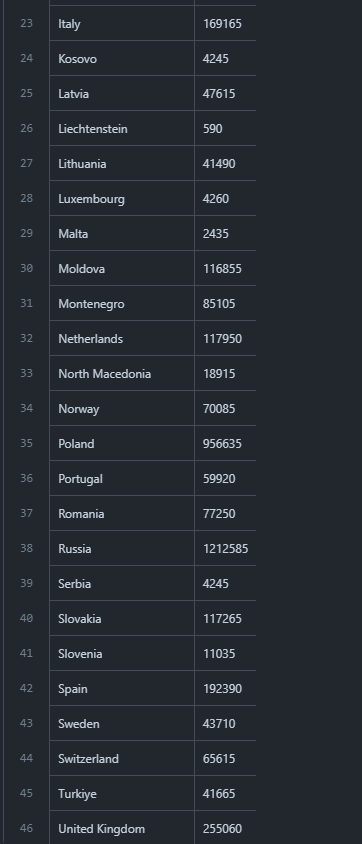 23 Italy 169165
24 Kosovo 4245
25 Latvia 47615
26 Liechtenstein 590
27 Lithuania 41490
28 Luxembourg 4260
29 Malta 2435
30 Moldova 116855
31 Montenegro 85105
32 Netherlands 117950
33 North Macedonia 18915
34 Norway 70085
35 Poland 956635
36 Portugal 59920
37 Romania 77250
38 Russia 1212585
39 Serbia 4245
40 Slovakia 117265
41 Slovenia 11035
42 Spain 192390
43 Sweden 43710
44 Switzerland 65615
45 Turkiye 41665
46 United Kingdom 255060